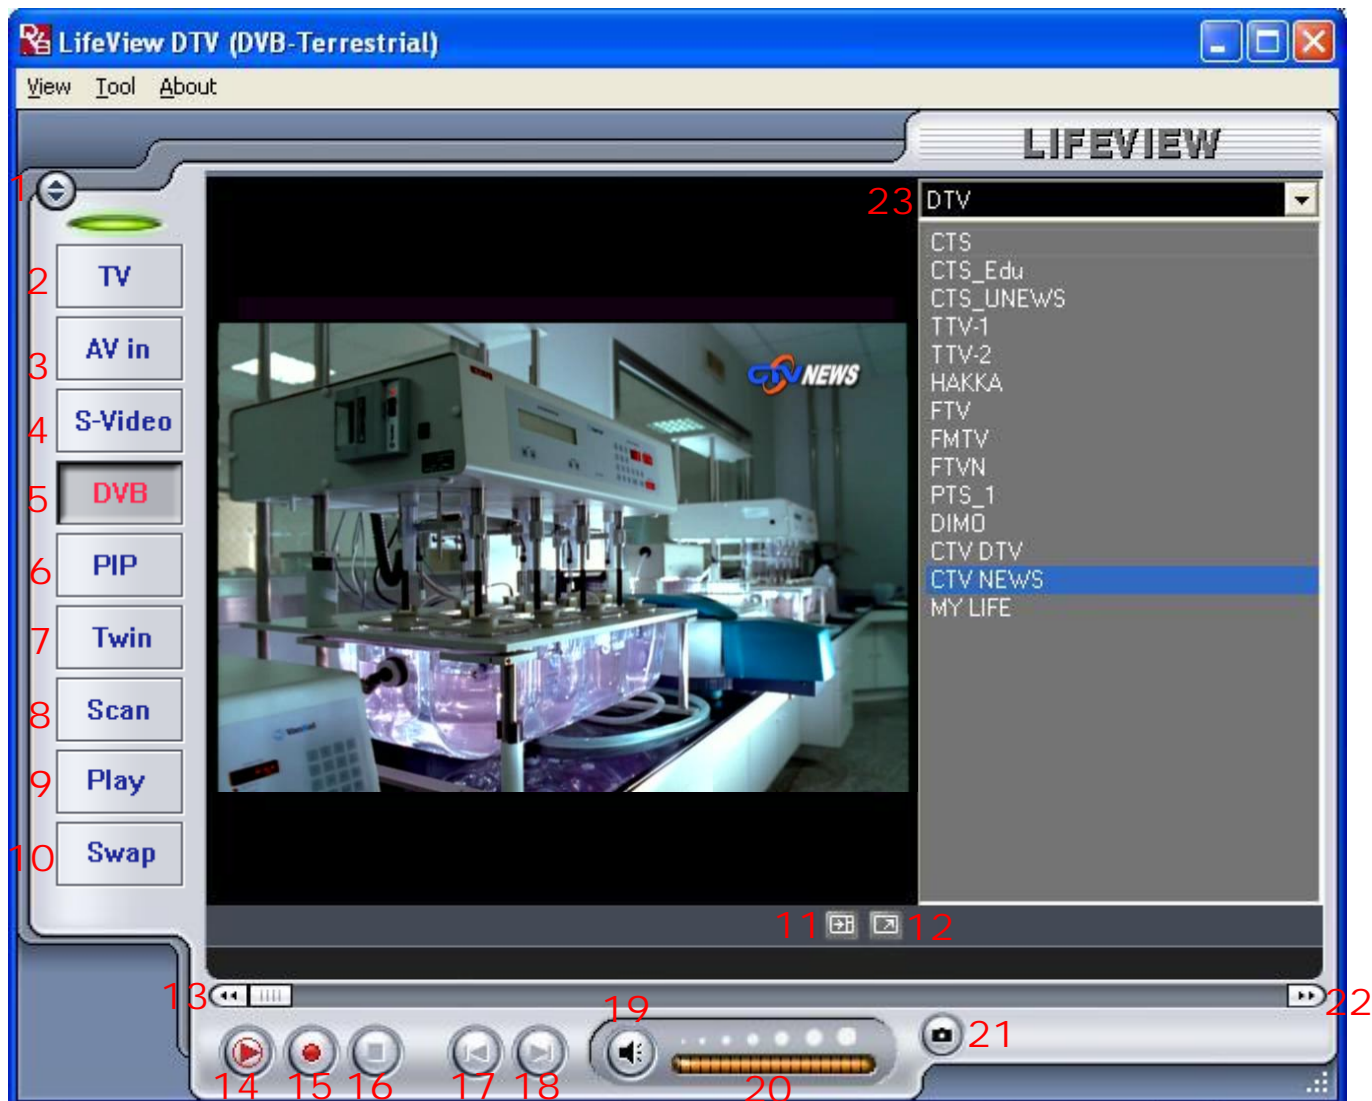 LifeView DTV (DVB-Terrestrial)
View Tool About
LIFEVIEW
1
23 DTV
2 TV
3 AV in
4 S-Video
5 DVB
6 PIP
7 Twin
8 Scan
9 Play
10 Swap
CTV NEWS
CTS
CTS_Edu
CTS_UNEWS
TTV-1
TTV-2
HAKKA
FTV
FMTV
FTVN
PTS_1
DIMO
CTV DTV
CTV NEWS
MY LIFE
11 12
13 22
19 21
14 15 16 17 18 20